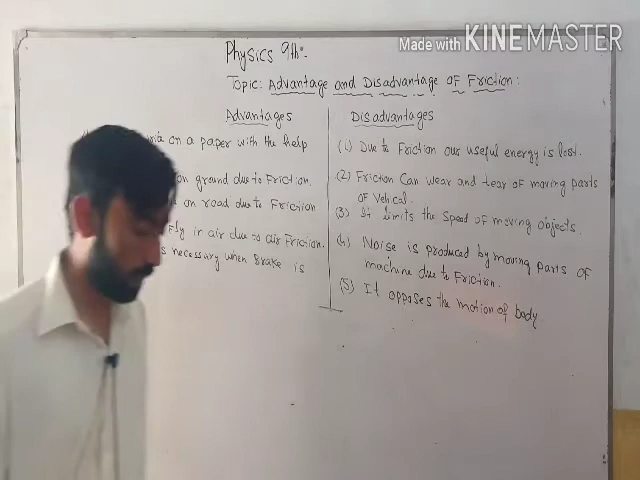 Physics 9th.
Made with KINEMASTER
Topic: Advantage and Disadvantage of Friction:
Advantages
on a paper with the help
on ground due to Friction.
on road due to Friction
Fly in air due to air Friction.
necessary when Brake is
Disadvantages
(1) Due to Friction our useful energy is lost.
(2) Friction Can wear and tear of moving parts
of Vehical.
(3) It limits the speed of moving objects.
(4) Noise is produced by moving parts of
machine due to Friction.
(5) It opposes the motion of body.